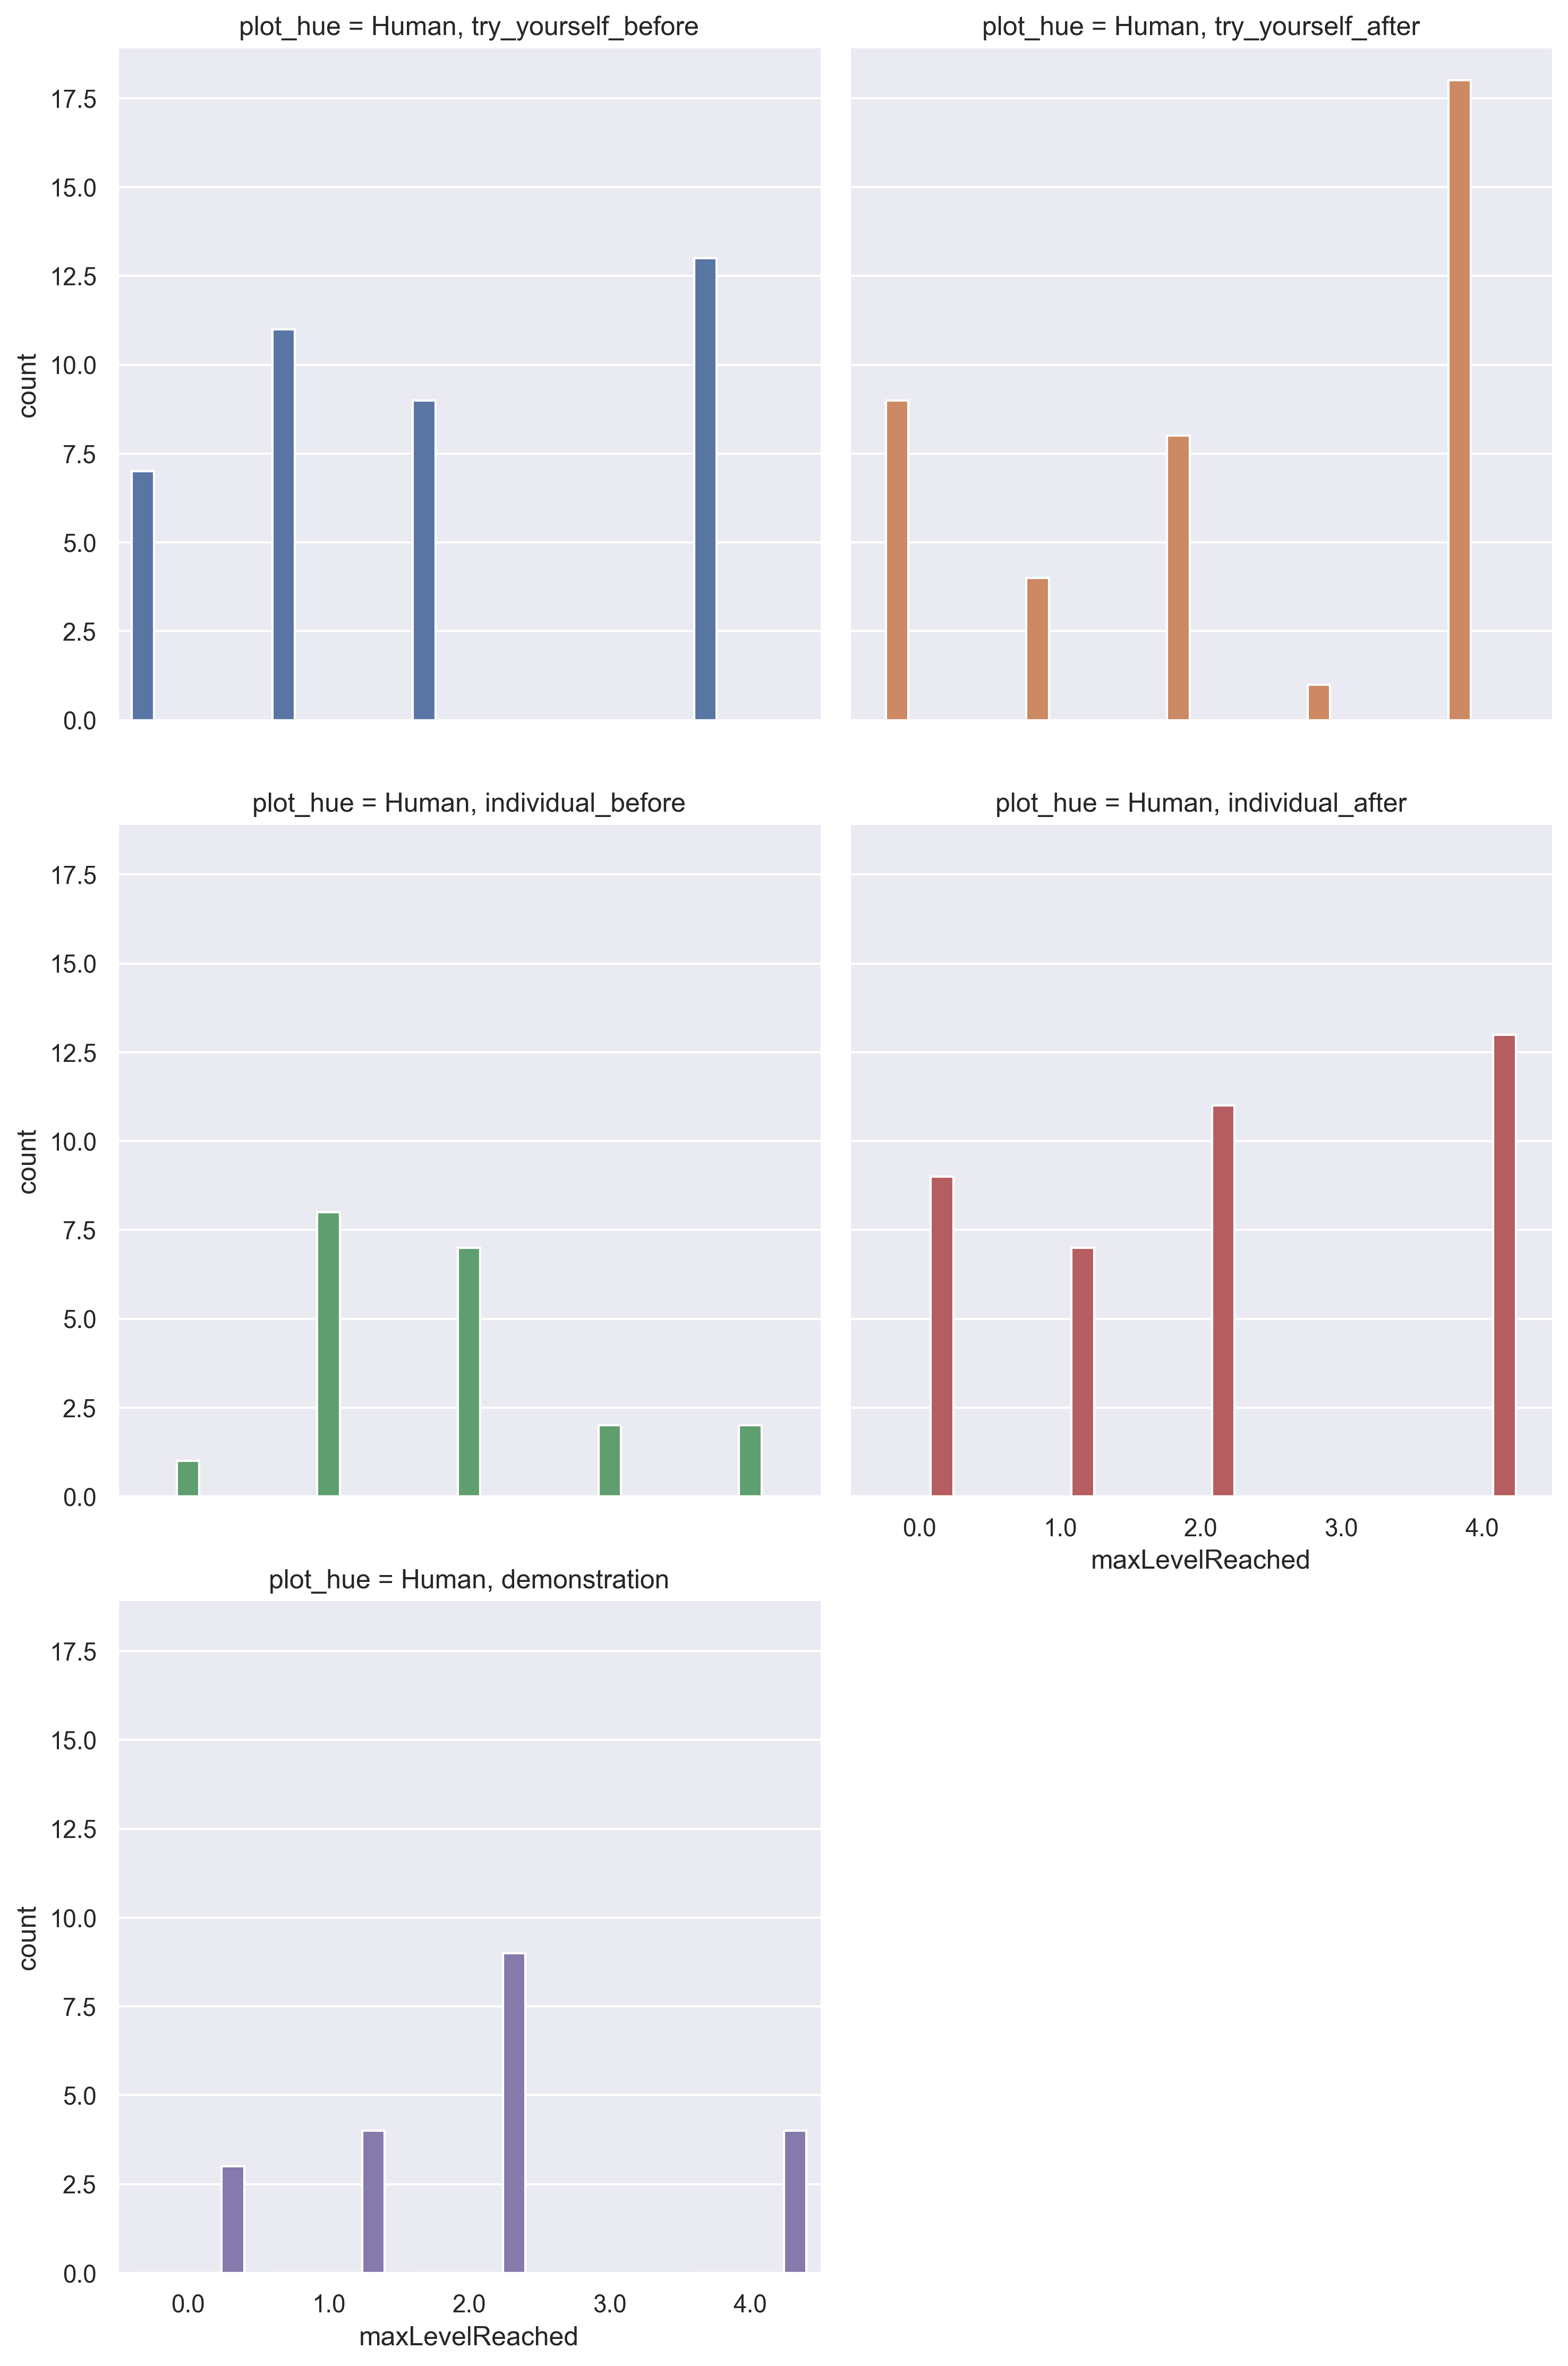 plot_hue = Human, try_yourself_before
17.5
15.0
12.5
10.0
7.5
5.0
2.5
0.0
count
plot_hue = Human, try_yourself_after
plot_hue = Human, individual_before
17.5
15.0
12.5
10.0
7.5
5.0
2.5
0.0
count
plot_hue = Human, individual_after
0.0 1.0 2.0 3.0 4.0
maxLevelReached
plot_hue = Human, demonstration
17.5
15.0
12.5
10.0
7.5
5.0
2.5
0.0
count
0.0 1.0 2.0 3.0 4.0
maxLevelReached